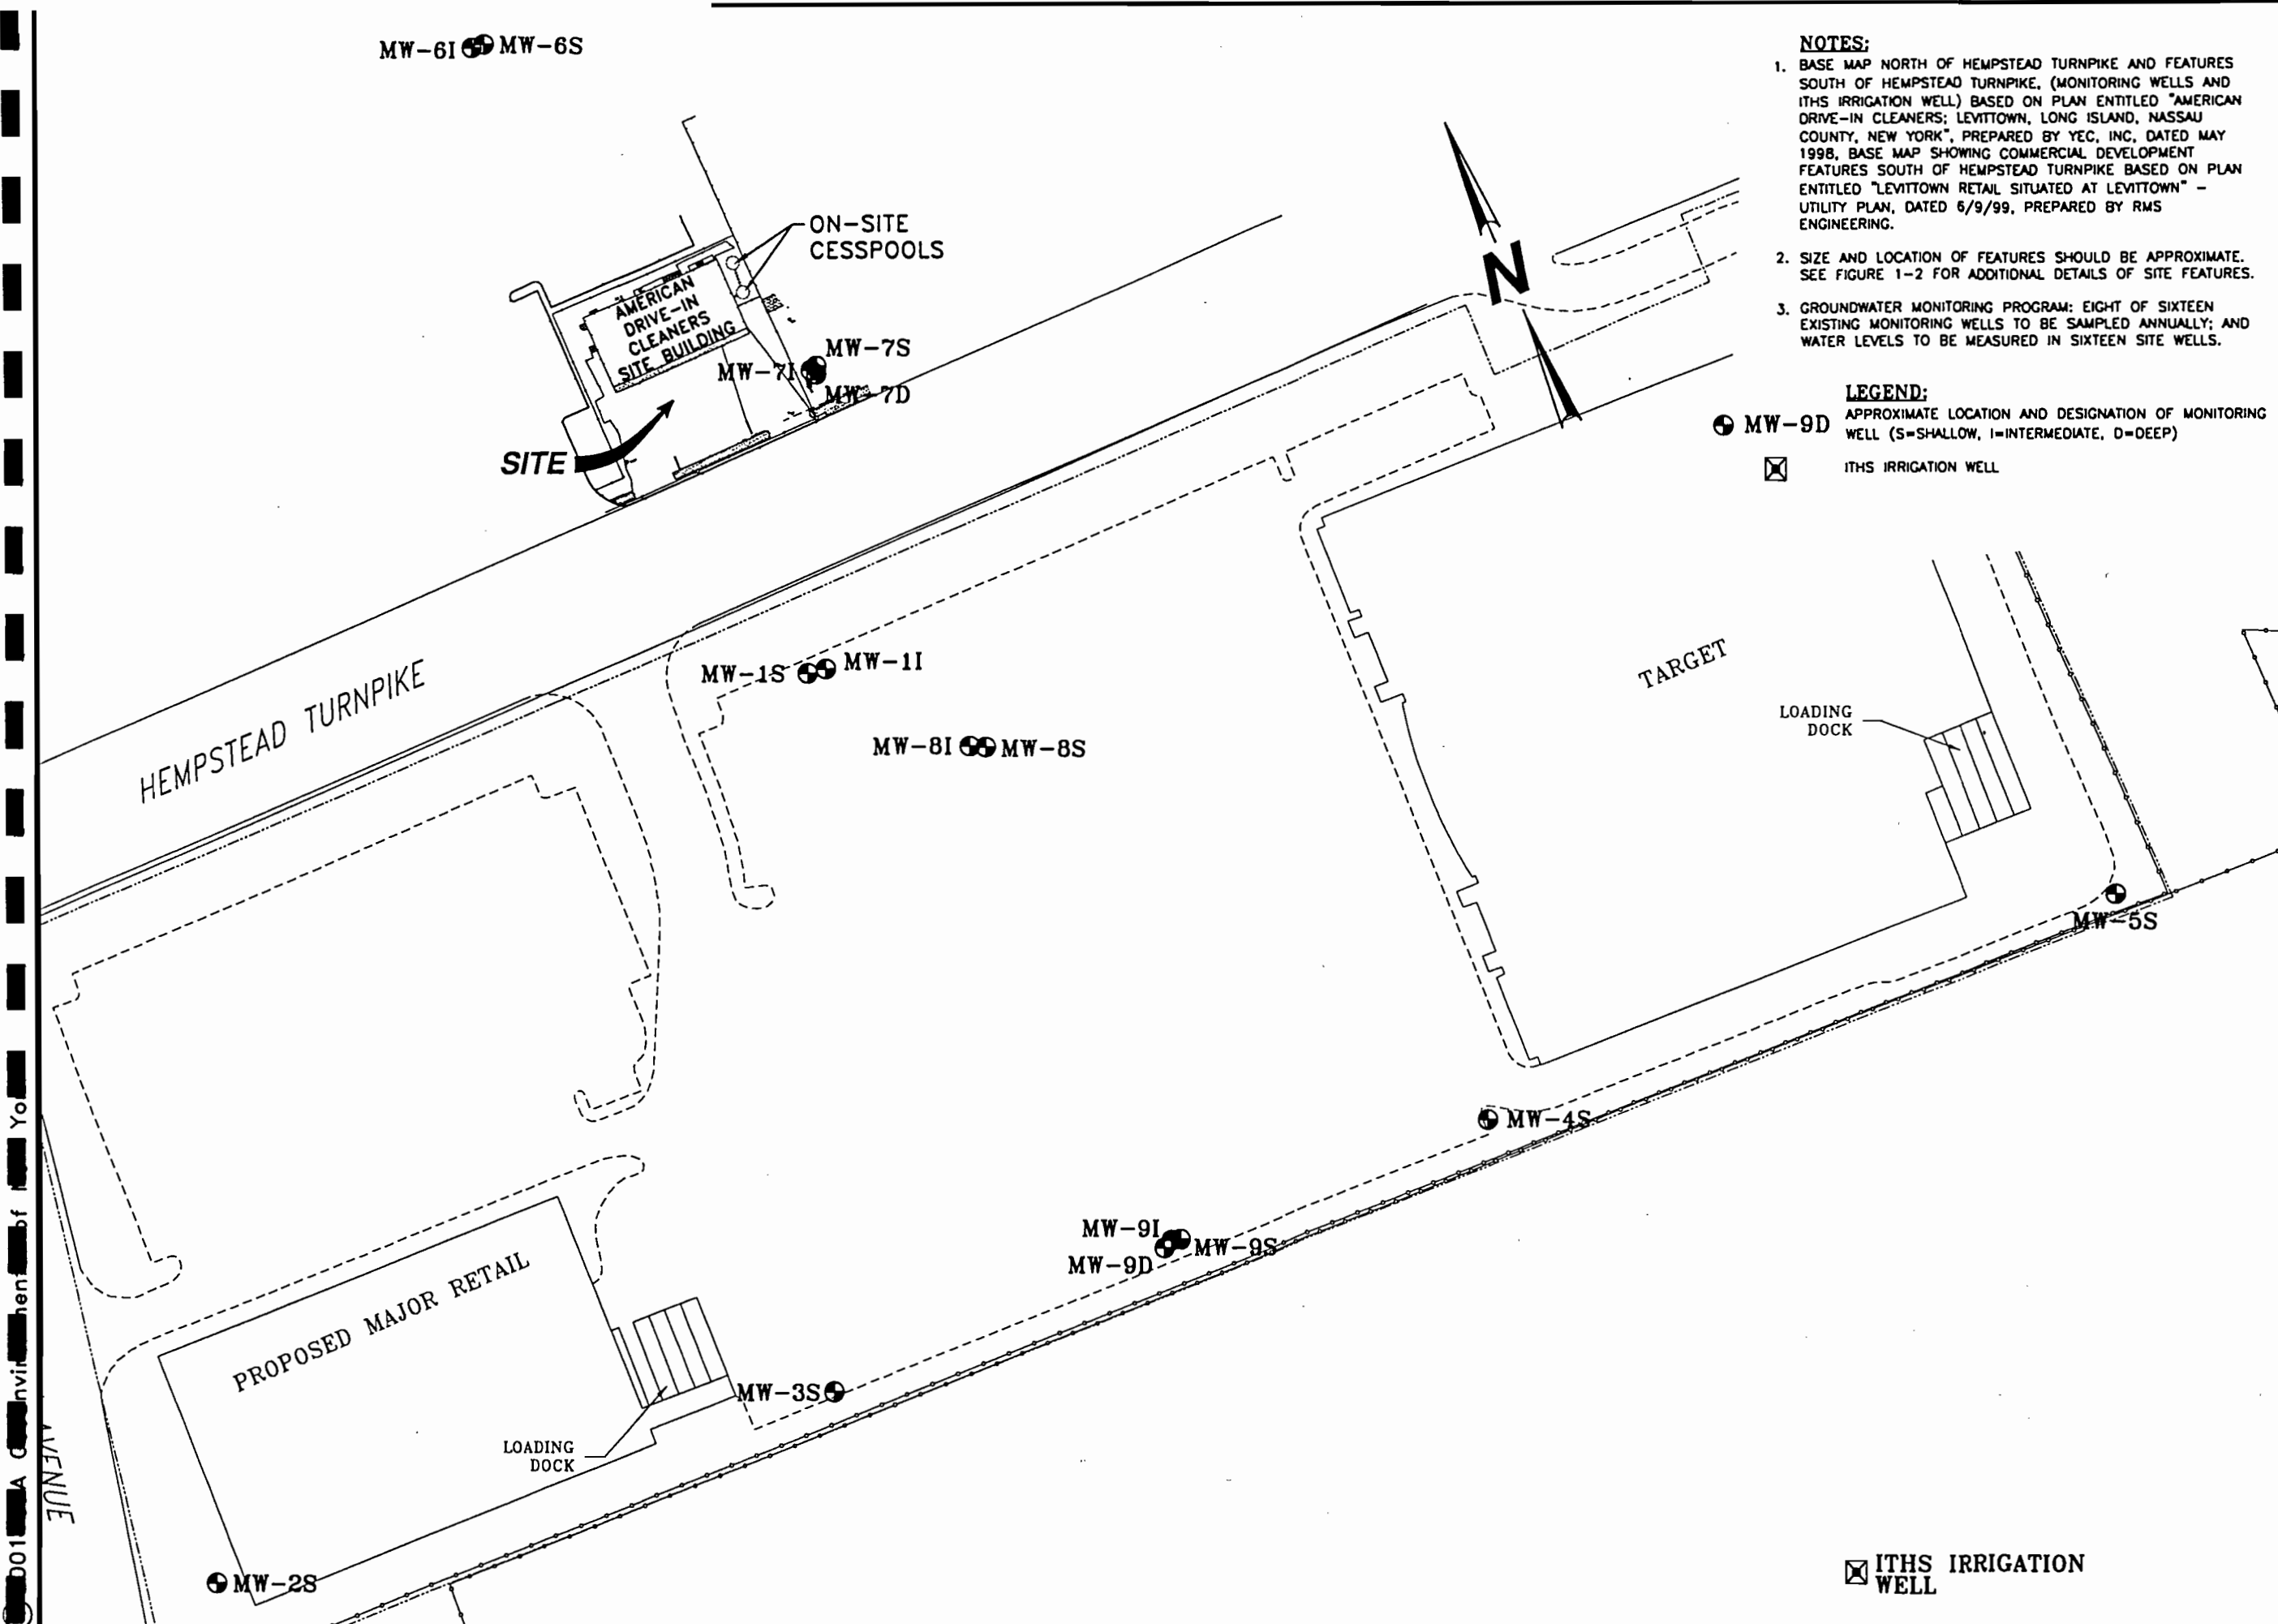 MW-6I MW-6S
NOTES:
1. BASE MAP NORTH OF HEMPSTEAD TURNPIKE AND FEATURES
SOUTH OF HEMPSTEAD TURNPIKE, (MONITORING WELLS AND
ITHS IRRIGATION WELL) BASED ON PLAN ENTITLED "AMERICAN
DRIVE-IN CLEANERS; LEVITTOWN, LONG ISLAND, NASSAU
COUNTY, NEW YORK", PREPARED BY YEC, INC, DATED MAY
1998, BASE MAP SHOWING COMMERCIAL DEVELOPMENT
FEATURES SOUTH OF HEMPSTEAD TURNPIKE BASED ON PLAN
ENTITLED "LEVITTOWN RETAIL SITUATED AT LEVITTOWN" -
UTILITY PLAN, DATED 6/9/99, PREPARED BY RMS
ENGINEERING.
2. SIZE AND LOCATION OF FEATURES SHOULD BE APPROXIMATE.
SEE FIGURE 1-2 FOR ADDITIONAL DETAILS OF SITE FEATURES.
3. GROUNDWATER MONITORING PROGRAM: EIGHT OF SIXTEEN
EXISTING MONITORING WELLS TO BE SAMPLED ANNUALLY; AND
WATER LEVELS TO BE MEASURED IN SIXTEEN SITE WELLS.
LEGEND:
MW-9D
APPROXIMATE LOCATION AND DESIGNATION OF MONITORING
WELL (S=SHALLOW, I=INTERMEDIATE, D=DEEP)
ITHS IRRIGATION WELL
ON-SITE
CESSPOOLS
N
AMERICAN
DRIVE-IN
CLEANERS
SITE BUILDING
MW-7S
MW-7I
MW-7D
SITE
HEMPSTEAD TURNPIKE
MW-1S MW-1I
MW-8I MW-8S
TARGET
LOADING
DOCK
MW-5S
MW-4S
MW-9I
MW-9S
MW-9D
PROPOSED MAJOR RETAIL
MW-3S
LOADING
DOCK
MW-2S
ITHS IRRIGATION
WELL